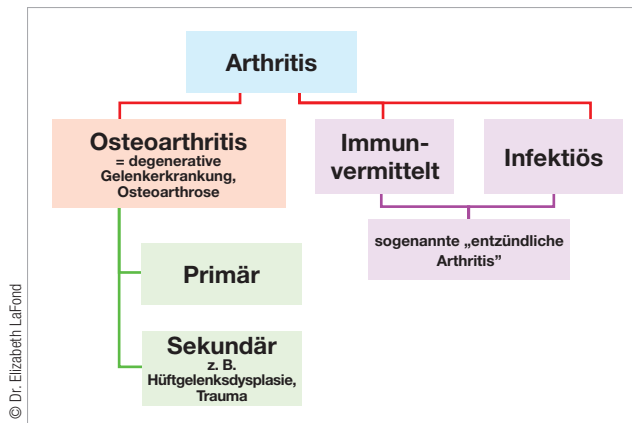 Arthritis
Osteoarthritis
= degenerative
Gelenkerkrankung,
Osteoarthrose
Immun-
vermittelt
Infektiös
sogenannte „entzündliche
Arthritis”
Primär
Sekundär
z. B.
Hüftgelenksdysplasie,
Trauma
© Dr. Elizabeth LaFond